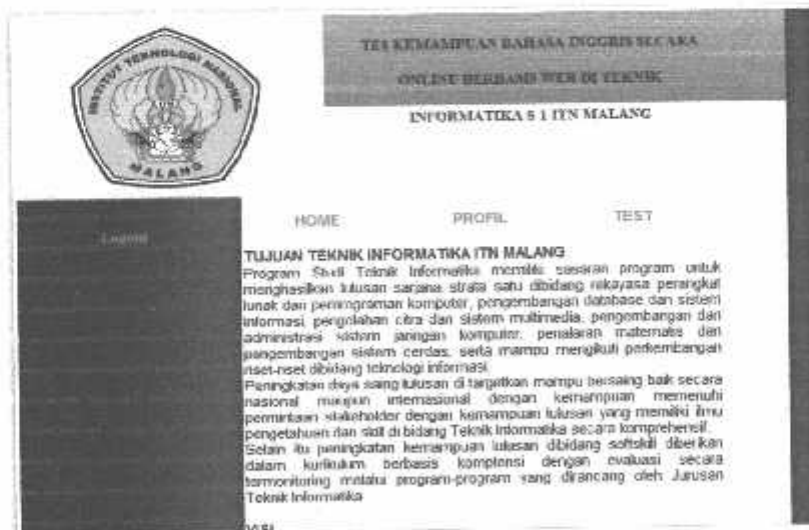 INSTITUT TEKNOLOGI NASIONAL
MALANG
TES KEMAMPUAN BAHASA INGGRIS SECARA
ONLINE BERBASIS WEB DI TEKNIK
INFORMATIKA S 1 ITN MALANG
HOME PROFIL TEST
TUJUAN TEKNIK INFORMATIKA ITN MALANG
Program Studi Teknik Informatika memiliki sasaran program untuk
menghasilkan lulusan sarjana strata satu dibidang rekayasa perangkat
lunak dan pemrograman komputer, pengembangan database dan sistem
informasi, pengolahan citra dan sistem multimedia, pengembangan dan
administrasi sistem jaringan komputer, penalaran matematis dan
pengembangan sistem cerdas, serta mampu mengikuti perkembangan
riset-riset dibidang teknologi informasi.
Peningkatan daya saing lulusan di targetkan mampu bersaing baik secara
nasional maupun internasional dengan kemampuan memenuhi
permintaan stakeholder dengan kemampuan lulusan yang memiliki ilmu
pengetahuan dan skill di bidang Teknik Informatika secara komprehensif.
Selain itu peningkatan kemampuan lulusan dibidang softskill diberikan
dalam kurikulum berbasis kompetensi dengan evaluasi secara
termonitoring melalui program-program yang dirancang oleh Jurusan
Teknik Informatika
VISI